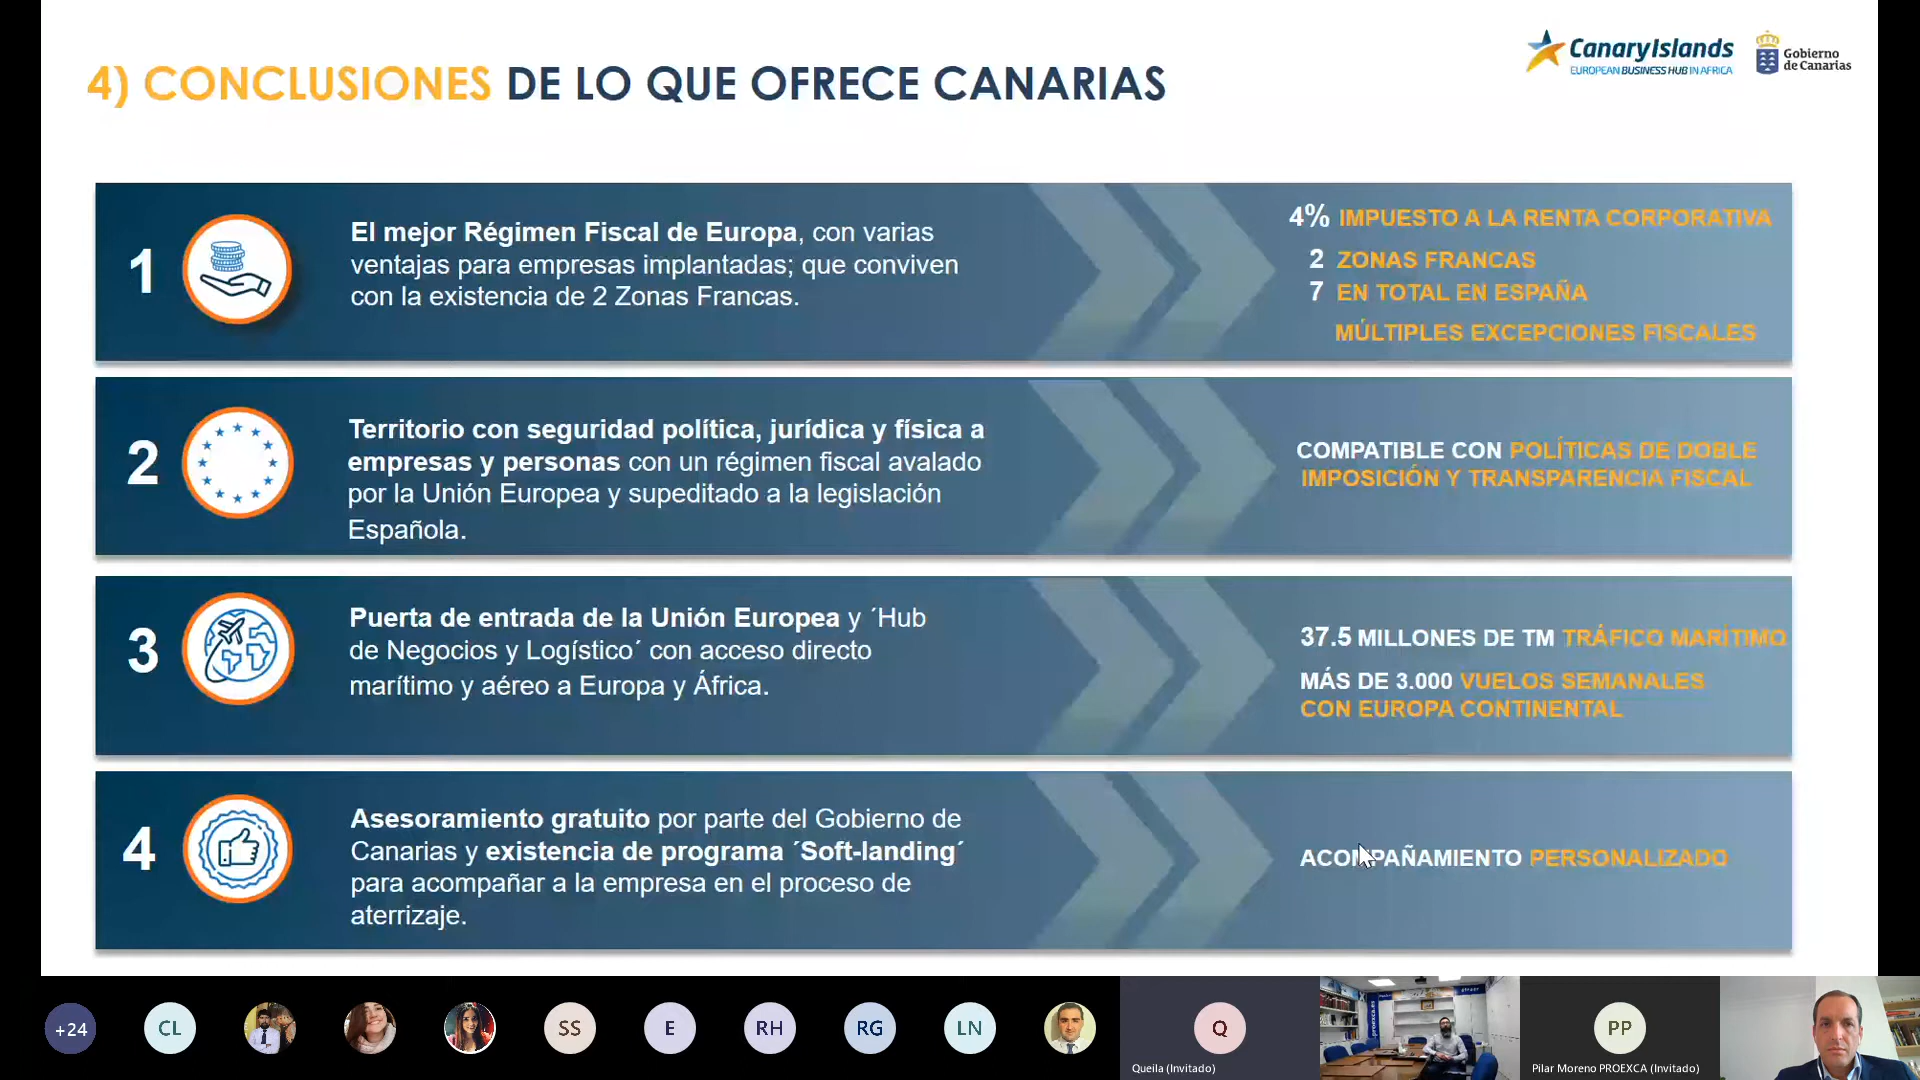 4) CONCLUSIONES DE LO QUE OFRECE CANARIAS
Canary Islands
EUROPEAN BUSINESS HUB IN AFRICA
Gobierno
de Canarias
1
El mejor Régimen Fiscal de Europa, con varias
ventajas para empresas implantadas; que conviven
con la existencia de 2 Zonas Francas.
4% IMPUESTO A LA RENTA CORPORATIVA
2 ZONAS FRANCAS
7 EN TOTAL EN ESPAÑA
MÚLTIPLES EXCEPCIONES FISCALES
2
Territorio con seguridad política, jurídica y física a
empresas y personas con un régimen fiscal avalado
por la Unión Europea y supeditado a la legislación
Española.
COMPATIBLE CON POLÍTICAS DE DOBLE
IMPOSICIÓN Y TRANSPARENCIA FISCAL
3
Puerta de entrada de la Unión Europea y ´Hub
de Negocios y Logístico´ con acceso directo
marítimo y aéreo a Europa y África.
37.5 MILLONES DE TM TRÁFICO MARÍTIMO
MÁS DE 3.000 VUELOS SEMANALES
CON EUROPA CONTINENTAL
4
Asesoramiento gratuito por parte del Gobierno de
Canarias y existencia de programa ´Soft-landing´
para acompañar a la empresa en el proceso de
aterrizaje.
ACOMPAÑAMIENTO PERSONALIZADO
+24
CL
SS
E
RH
RG
LN
Q
Queila (Invitado)
PP
Pilar Moreno PROEXCA (Invitado)